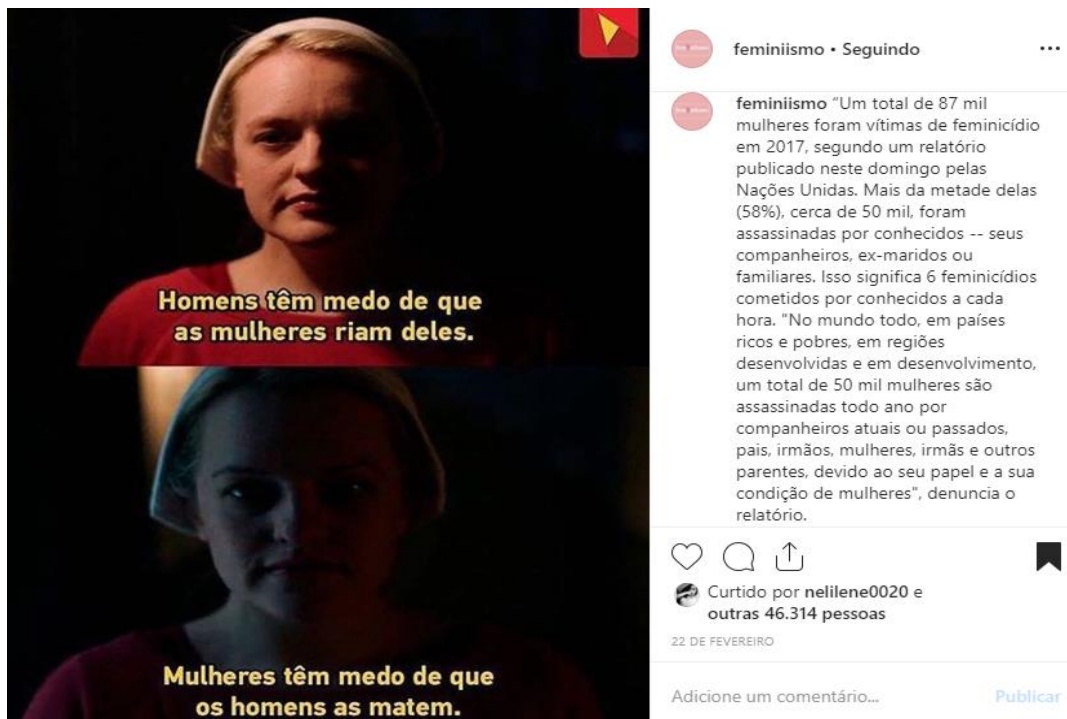 Homens têm medo de que
as mulheres riam deles.
Mulheres têm medo de que
os homens as matem.
feminiismo • Seguindo
feminiismo “Um total de 87 mil
mulheres foram vítimas de feminicídio
em 2017, segundo um relatório
publicado neste domingo pelas
Nações Unidas. Mais da metade delas
(58%), cerca de 50 mil, foram
assassinadas por conhecidos -- seus
companheiros, ex-maridos ou
familiares. Isso significa 6 feminicídios
cometidos por conhecidos a cada
hora. "No mundo todo, em países
ricos e pobres, em regiões
desenvolvidas e em desenvolvimento,
um total de 50 mil mulheres são
assassinadas todo ano por
companheiros atuais ou passados,
pais, irmãos, mulheres, irmãs e outros
parentes, devido ao seu papel e a sua
condição de mulheres", denuncia o
relatório.
Curtido por nelilene0020 e
outras 46.314 pessoas
22 DE FEVEREIRO
Adicione um comentário... Publicar